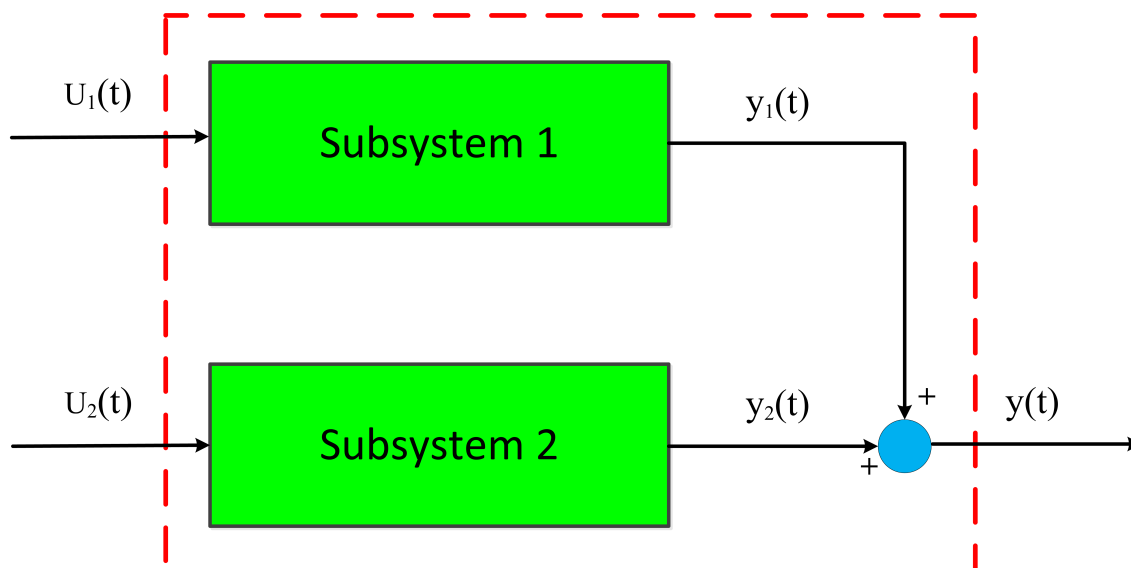 U₁(t)
Subsystem 1
y₁(t)
U₂(t)
Subsystem 2
y₂(t)
+
+
y(t)